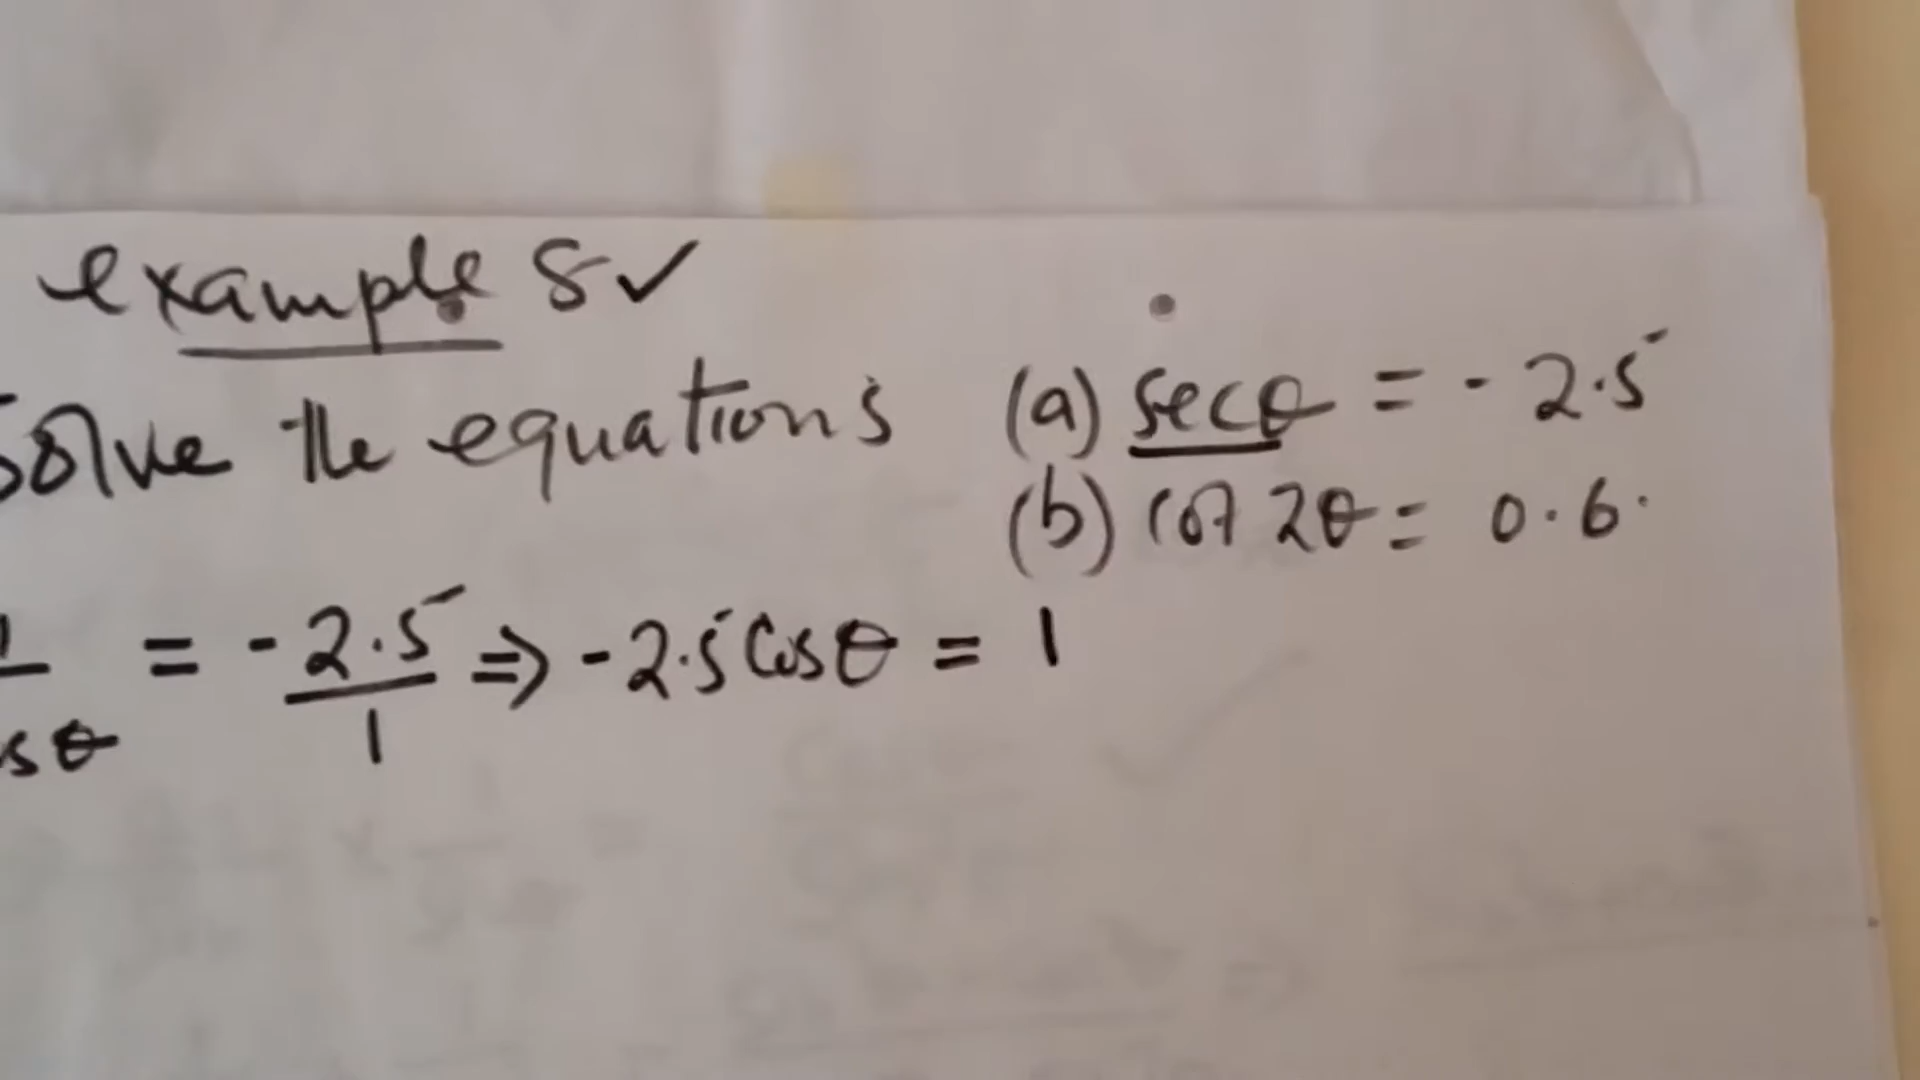 example 8 ✓
Solve the equations (a) secθ = - 2.5
(b) cot 2θ = 0.6.
1/osθ = -2.5/1 ⇒ -2.5 Cosθ = 1